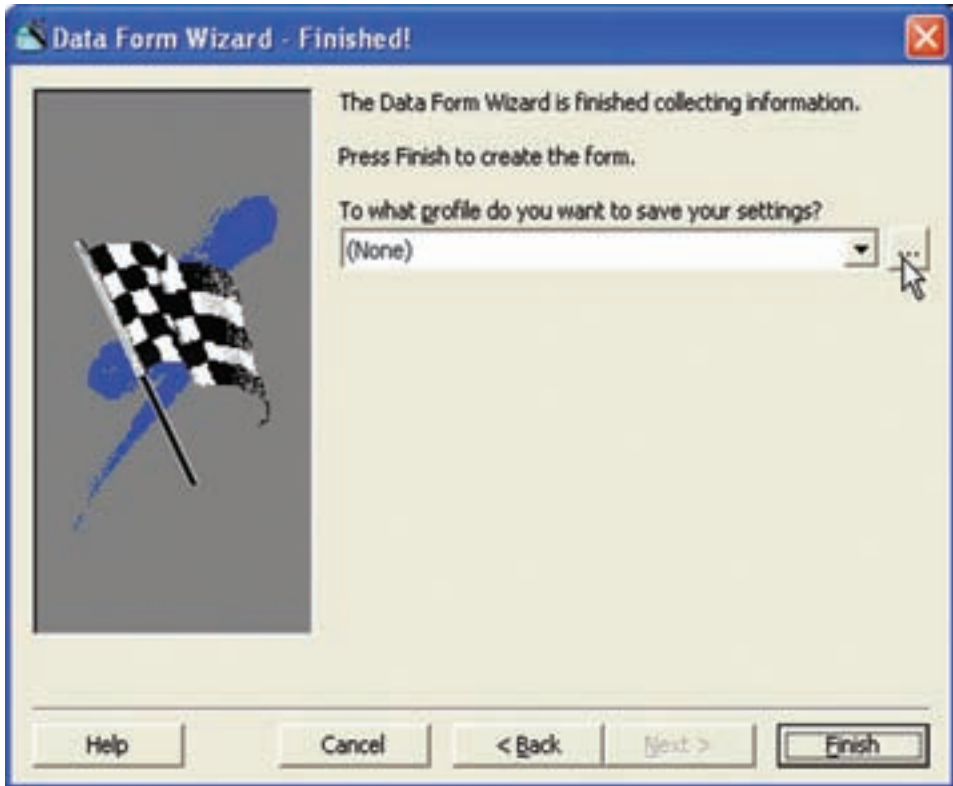 Data Form Wizard - Finished!
The Data Form Wizard is finished collecting information.
Press Finish to create the form.
To what profile do you want to save your settings?
(None)
...
Help
Cancel
< Back
Next >
Finish